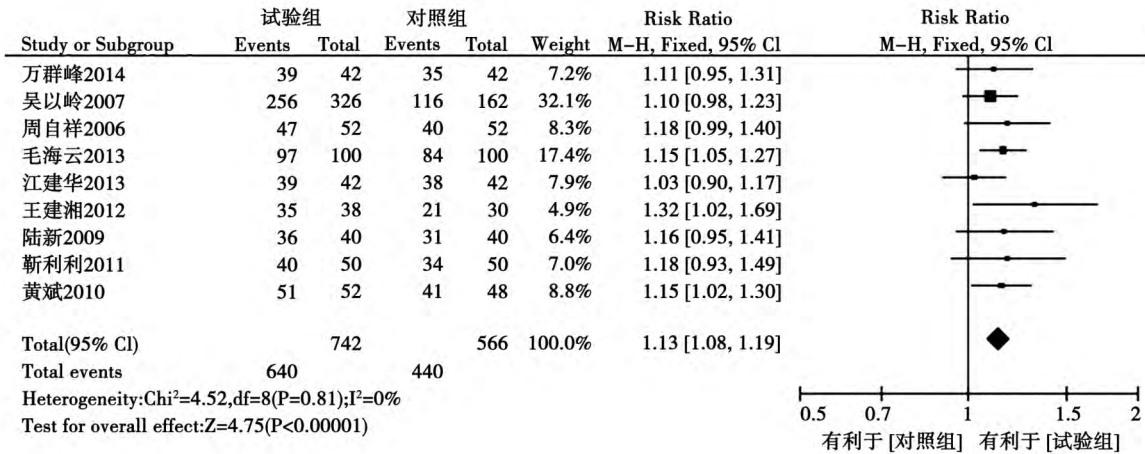 试验组 对照组 Risk Ratio Risk Ratio
Study or Subgroup Events Total Events Total Weight M-H, Fixed, 95% Cl M-H, Fixed, 95% Cl
万群峰2014 39 42 35 42 7.2% 1.11 [0.95, 1.31]
吴以岭2007 256 326 116 162 32.1% 1.10 [0.98, 1.23]
周自祥2006 47 52 40 52 8.3% 1.18 [0.99, 1.40]
毛海云2013 97 100 84 100 17.4% 1.15 [1.05, 1.27]
江建华2013 39 42 38 42 7.9% 1.03 [0.90, 1.17]
王建湘2012 35 38 21 30 4.9% 1.32 [1.02, 1.69]
陆新2009 36 40 31 40 6.4% 1.16 [0.95, 1.41]
靳利利2011 40 50 34 50 7.0% 1.18 [0.93, 1.49]
黄斌2010 51 52 41 48 8.8% 1.15 [1.02, 1.30]
Total(95% Cl) 742 566 100.0% 1.13 [1.08, 1.19]
Total events 640 440
Heterogeneity:Chi²=4.52,df=8(P=0.81);I²=0%
Test for overall effect:Z=4.75(P<0.00001)
0.5 0.7 1 1.5 2
有利于 [对照组] 有利于 [试验组]